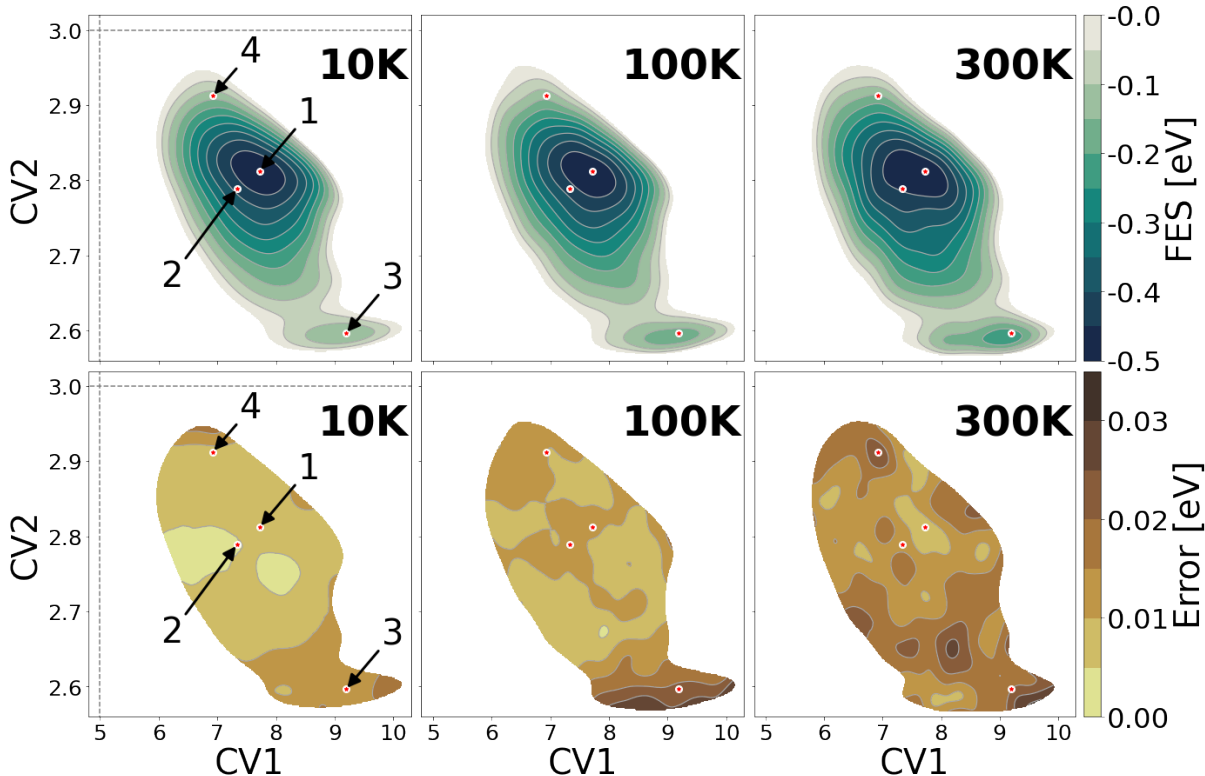 10K
100K
300K
4
1
2
3
CV2
3.0
2.9
2.8
2.7
2.6
-0.0
-0.1
-0.2
-0.3
-0.4
-0.5
FES [eV]
10K
100K
300K
4
1
2
3
CV2
3.0
2.9
2.8
2.7
2.6
0.03
0.02
0.01
0.00
Error [eV]
5 6 7 8 9 10
5 6 7 8 9 10
5 6 7 8 9 10
CV1
CV1
CV1